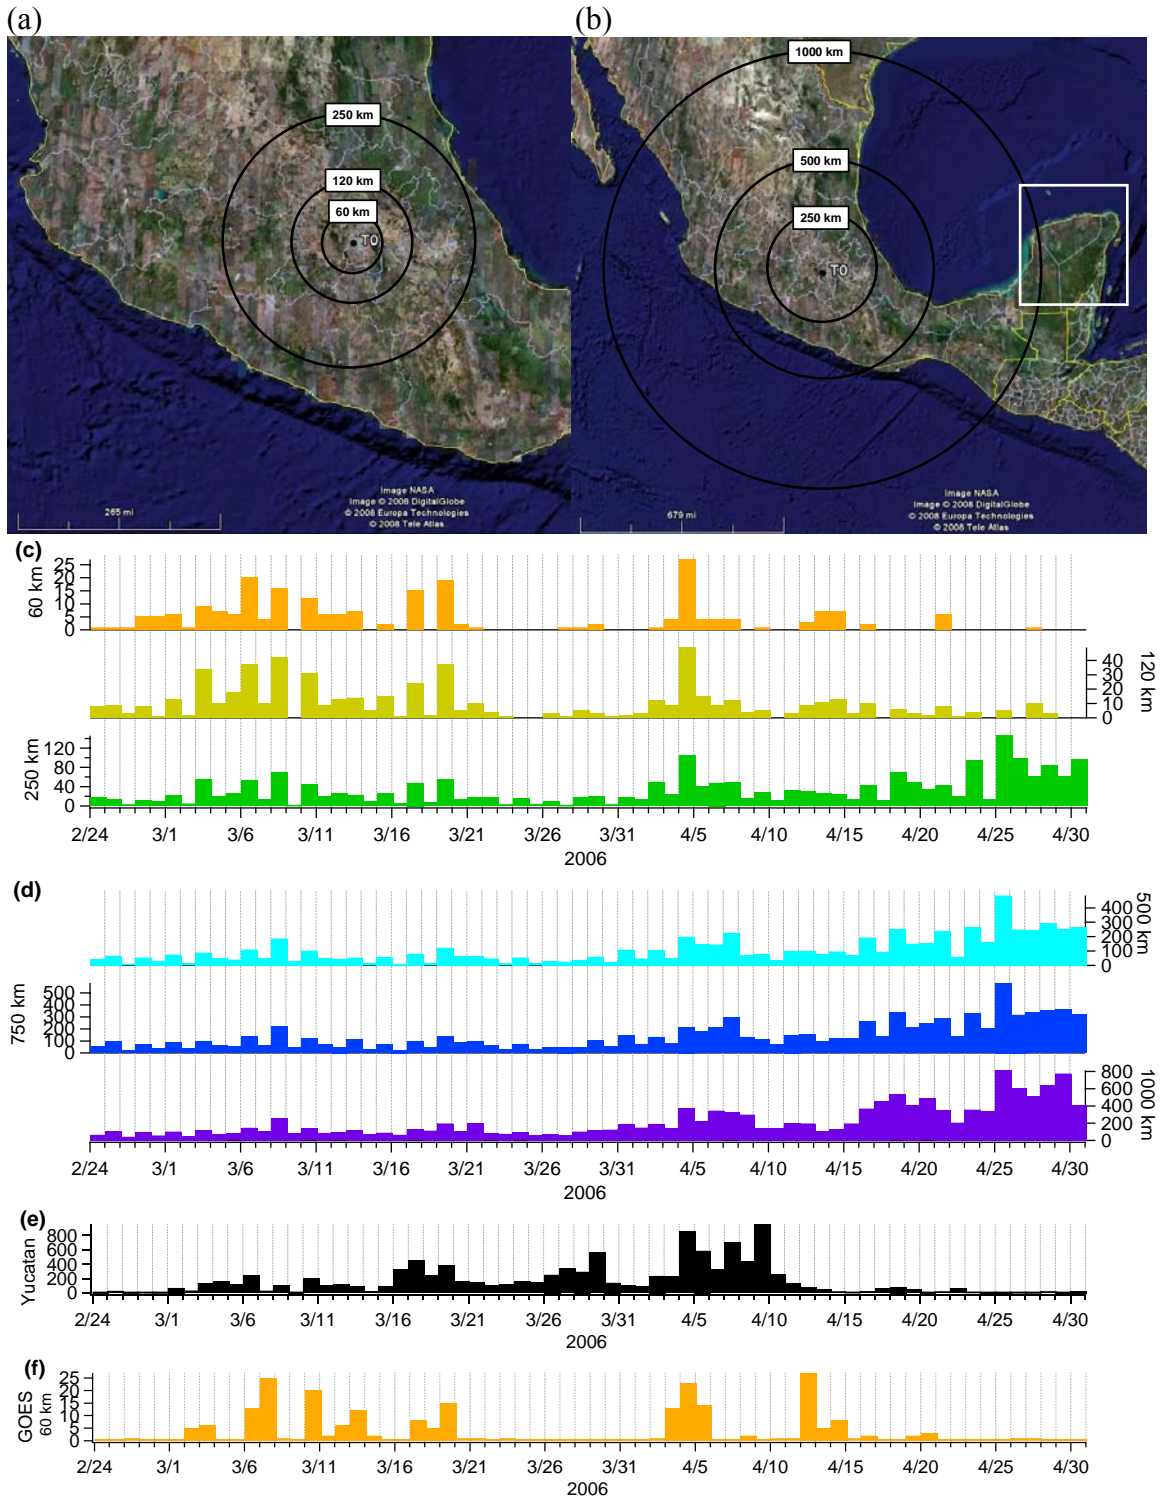 (a)
(b)
250 km
120 km
60 km
T0
Image NASA
Image © 2008 DigitalGlobe
© 2008 Europa Technologies
© 2008 Tele Atlas
265 mi
1000 km
500 km
250 km
T0
Image NASA
Image © 2008 DigitalGlobe
© 2008 Europa Technologies
© 2008 Tele Atlas
679 mi
(c)
60 km
25
20
15
10
5
0
40
30
20
10
0
120 km
250 km
120
80
40
0
2/24 3/1 3/6 3/11 3/16 3/21 3/26 3/31 4/5 4/10 4/15 4/20 4/25 4/30
2006
(d)
400
300
200
100
0
500 km
750 km
500
400
300
200
100
0
800
600
400
200
0
1000 km
2/24 3/1 3/6 3/11 3/16 3/21 3/26 3/31 4/5 4/10 4/15 4/20 4/25 4/30
2006
(e)
Yucatan
800
600
400
200
0
2/24 3/1 3/6 3/11 3/16 3/21 3/26 3/31 4/5 4/10 4/15 4/20 4/25 4/30
2006
(f)
GOES
60 km
25
20
15
10
5
0
2/24 3/1 3/6 3/11 3/16 3/21 3/26 3/31 4/5 4/10 4/15 4/20 4/25 4/30
2006